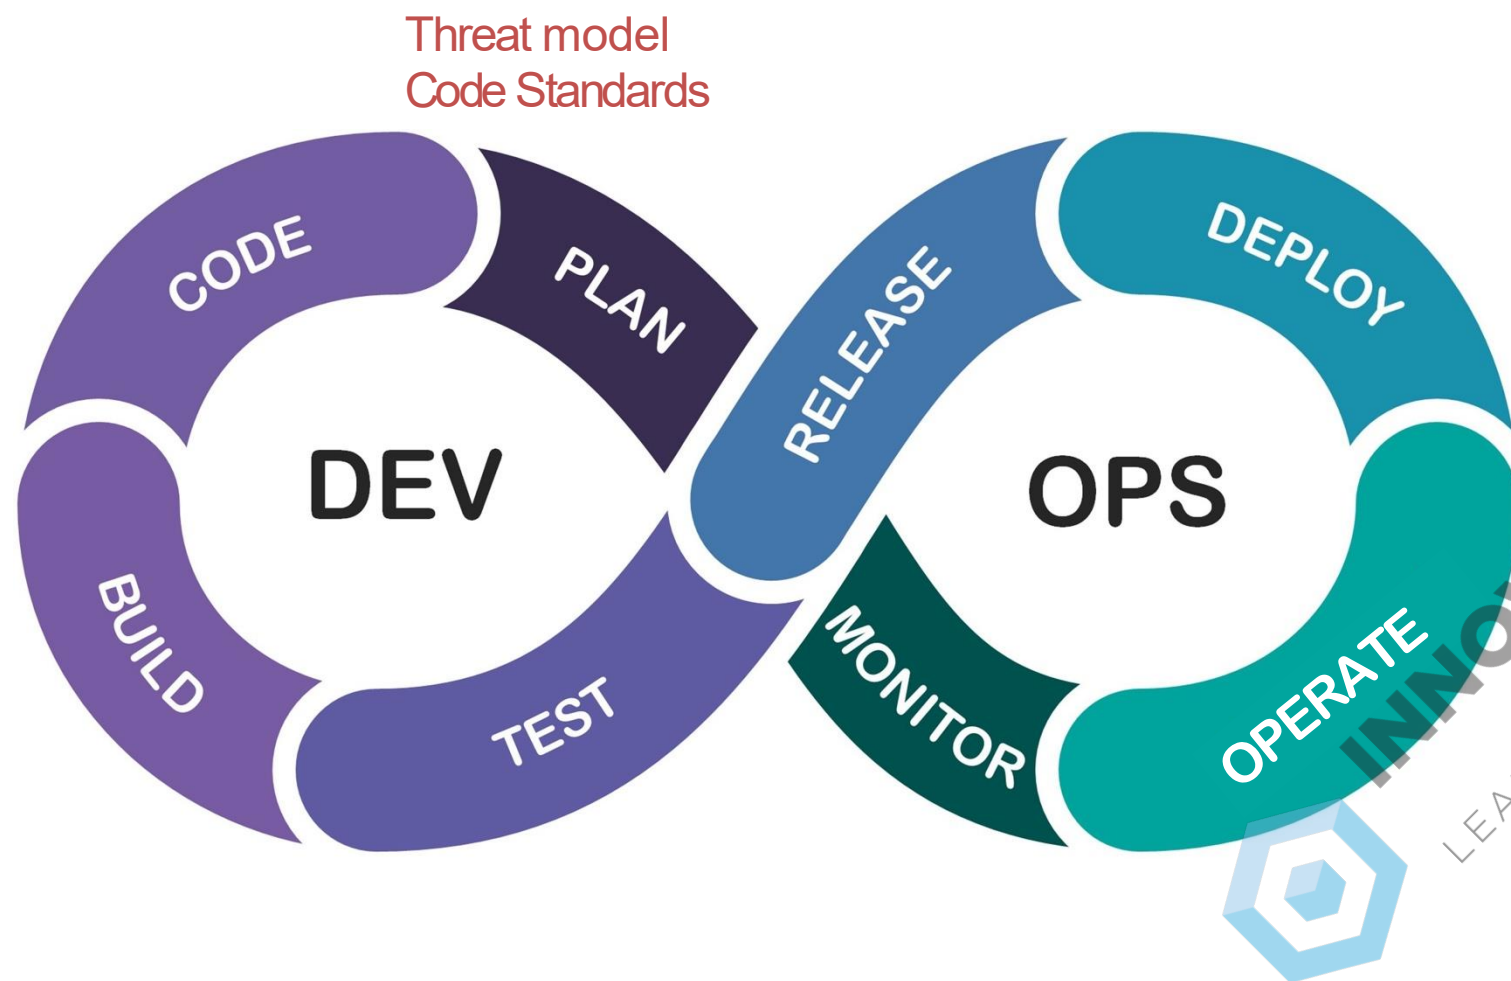 Threat model
Code Standards
CODE
PLAN
RELEASE
DEPLOY
DEV
OPS
BUILD
TEST
MONITOR
OPERATE